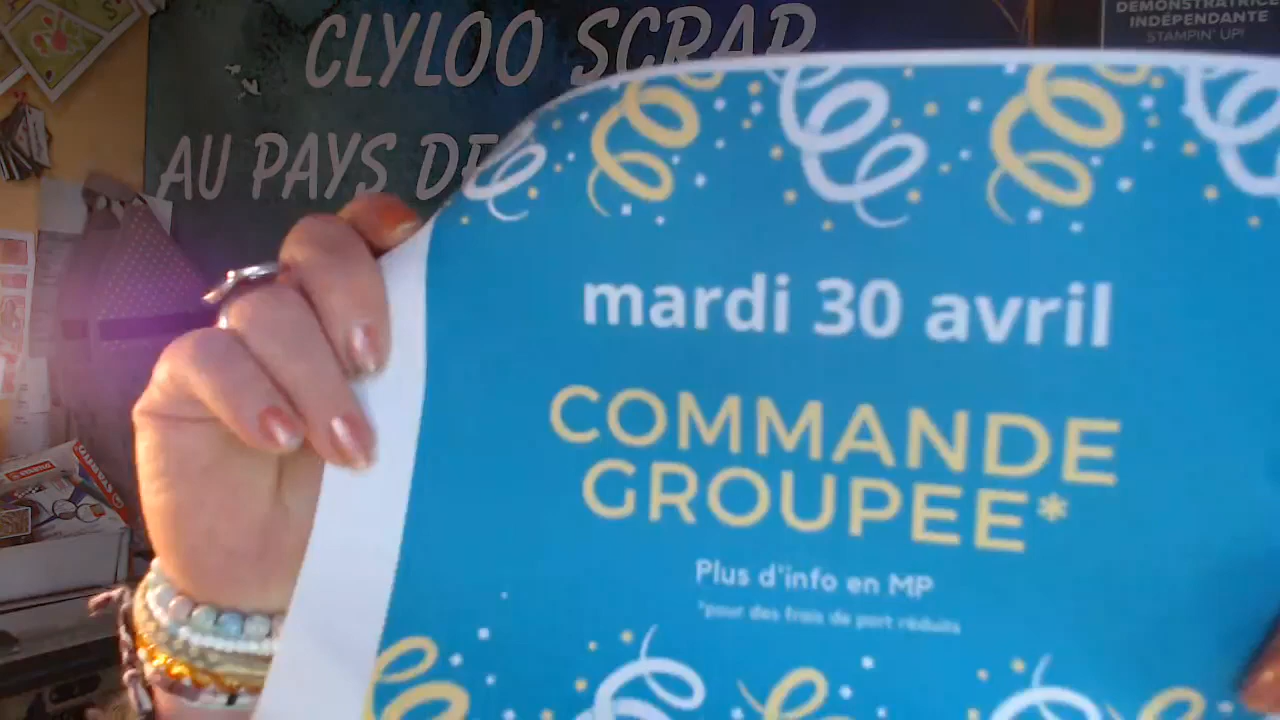 CLYLOO SCRAP
AU PAYS DE
DÉMONSTRATRICE
INDÉPENDANTE
STAMPIN' UP!
mardi 30 avril
COMMANDE
GROUPEE*
Plus d'info en MP
*pour des frais de port réduits